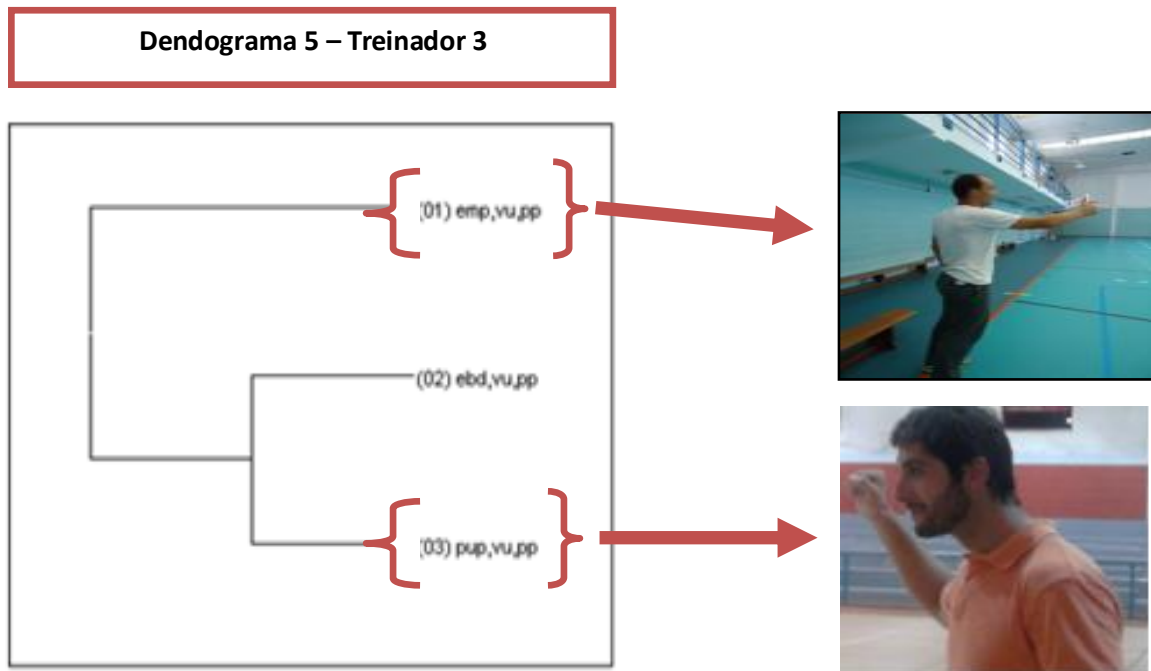 Dendograma 5 – Treinador 3
(01) emp,vu,pp
(02) ebd,vu,pp
(03) pup,vu,pp